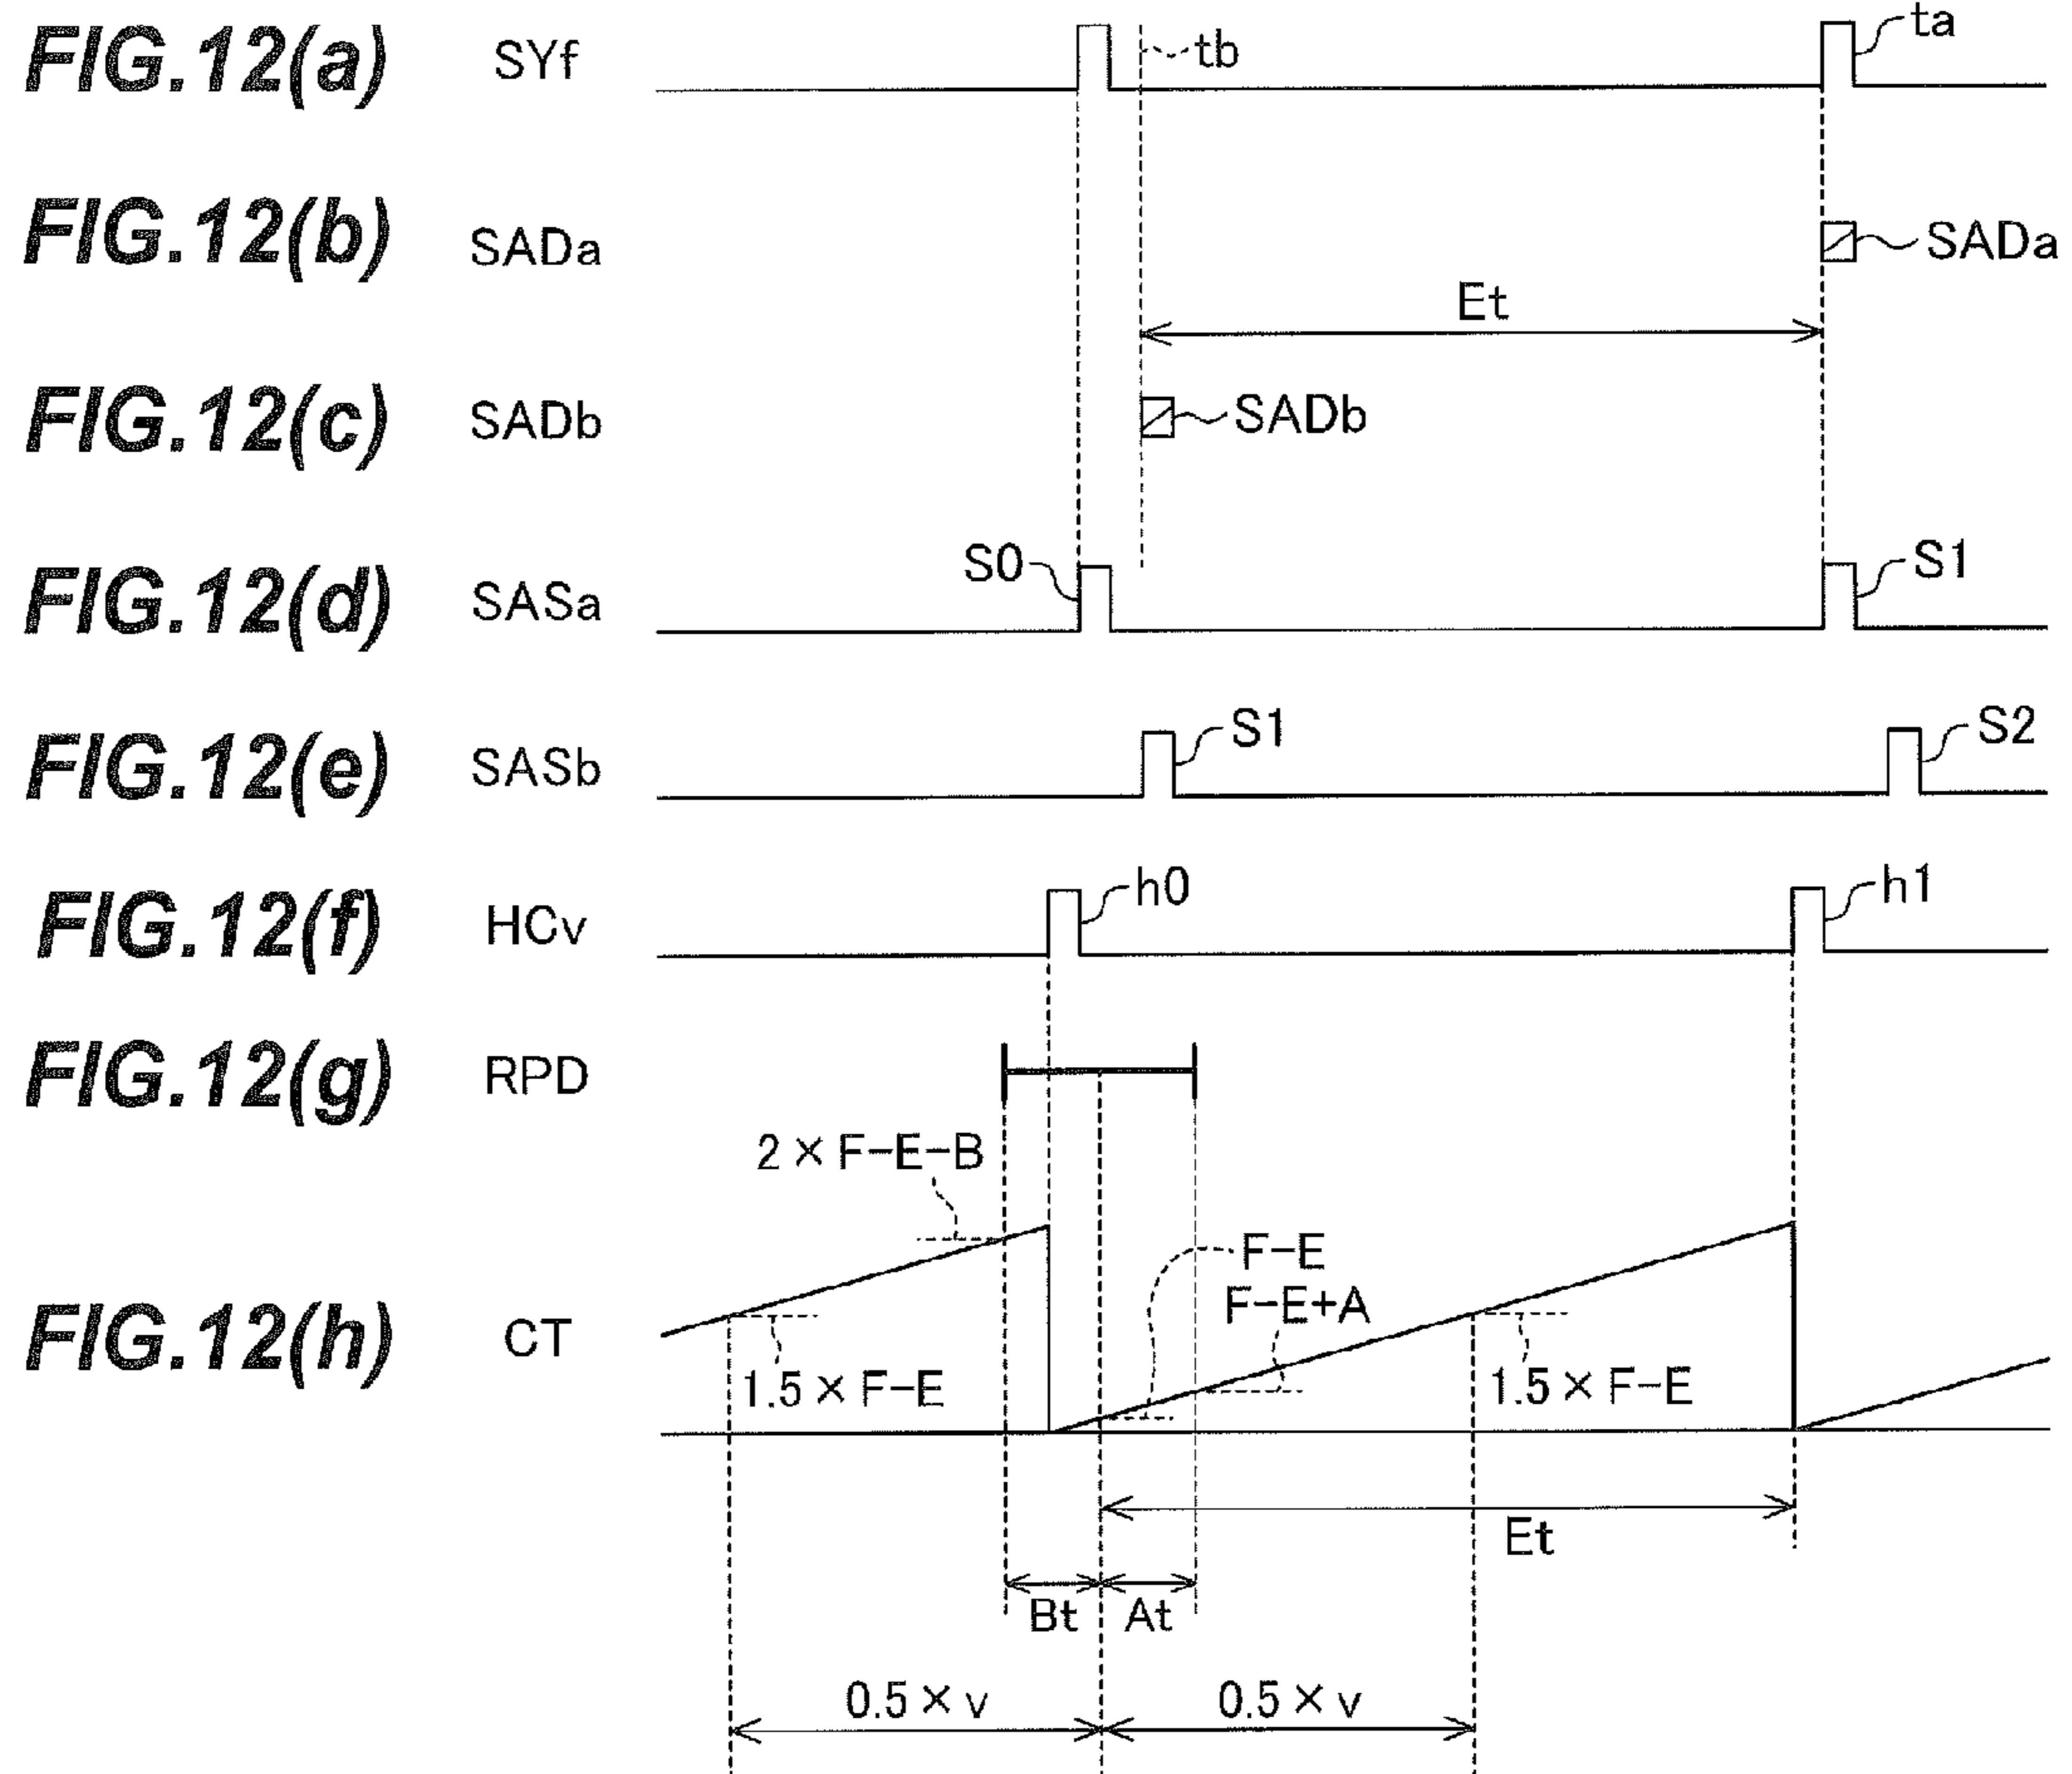 FIG.12(a) SYf tb ta
FIG.12(b) SADa SADa
Et
FIG.12(c) SADb SADb
FIG.12(d) SASa S0 S1
FIG.12(e) SASb S1 S2
FIG.12(f) HCv h0 h1
FIG.12(g) RPD
2×F-E-B
F-E
F-E+A
FIG.12(h) CT
1.5×F-E 1.5×F-E
Et
Bt At
0.5×v 0.5×v